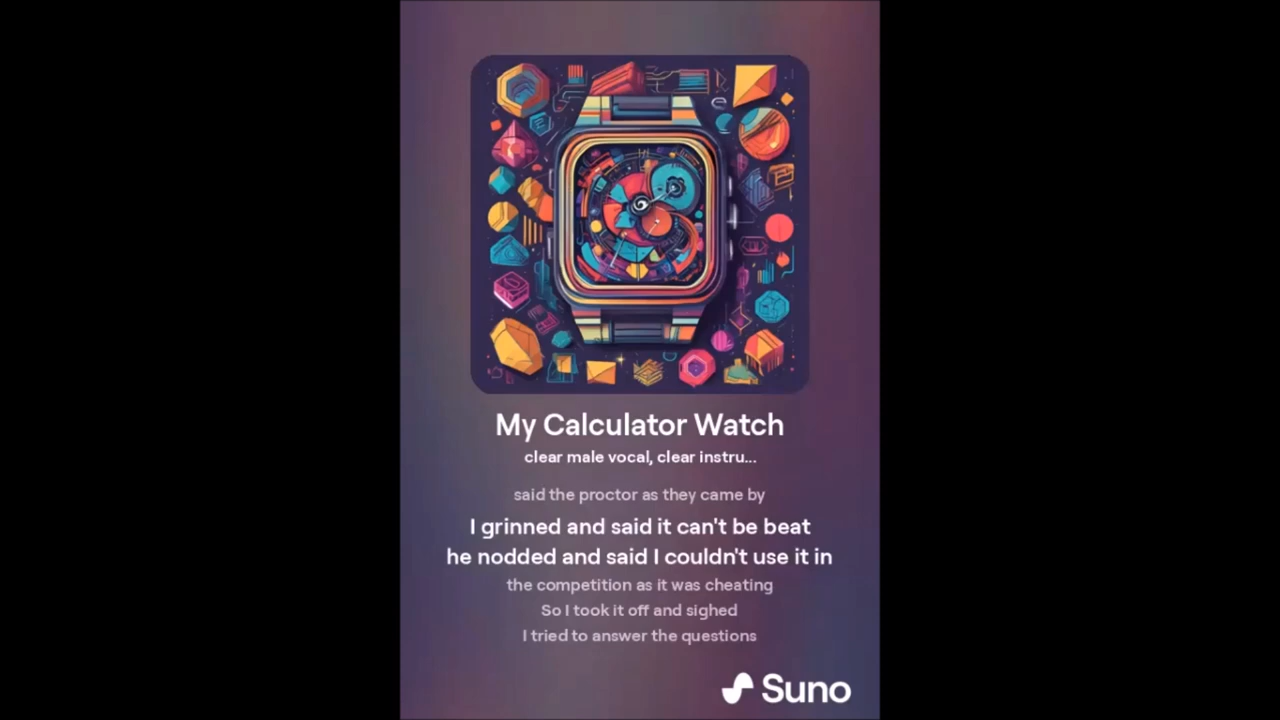 My Calculator Watch
clear male vocal, clear instru...
said the proctor as they came by
I grinned and said it can't be beat
he nodded and said I couldn't use it in
the competition as it was cheating
So I took it off and sighed
I tried to answer the questions
Suno